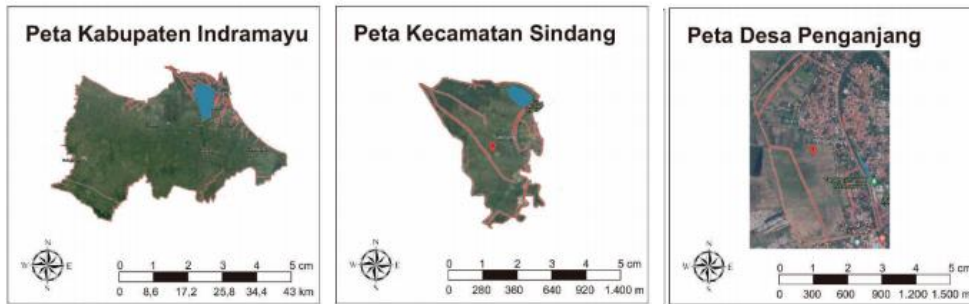 Peta Kabupaten Indramayu
N
W E
S
0 1 2 3 4 5 cm
0 8,6 17,2 25,8 34,4 43 km
Peta Kecamatan Sindang
N
W E
S
0 1 2 3 4 5 cm
0 280 360 640 920 1.400 m
Peta Desa Penganjang
N
W E
S
0 1 2 3 4 5 cm
0 300 600 900 1.200 1.500 m